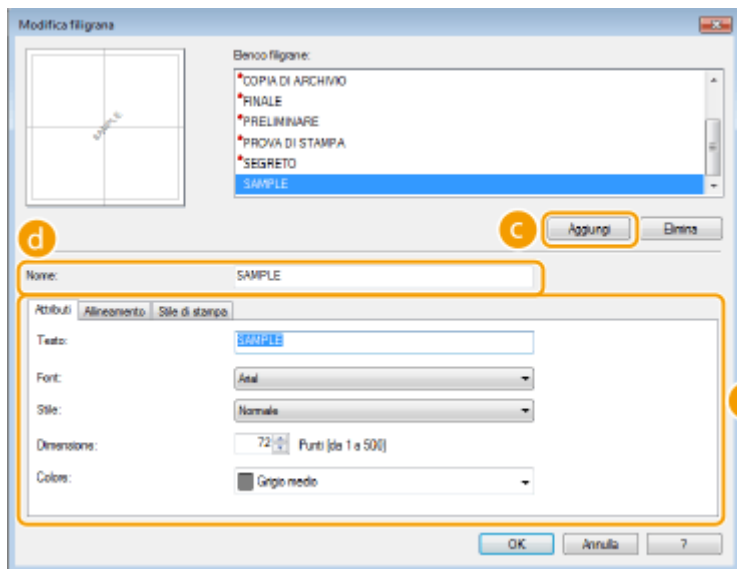 Modifica filigrana
Elenco filigrane:
*COPIA DI ARCHIVIO
*FINALE
*PRELIMINARE
*PROVA DI STAMPA
*SEGRETO
SAMPLE
SAMPLE
c
Aggiungi
Elimina
d
Nome:
SAMPLE
Attributi
Allineamento
Stile di stampa
Testo:
SAMPLE
Font:
Arial
Stile:
Normale
Dimensione:
72
Punti [da 1 a 500]
Colore:
Grigio medio
OK
Annulla
?